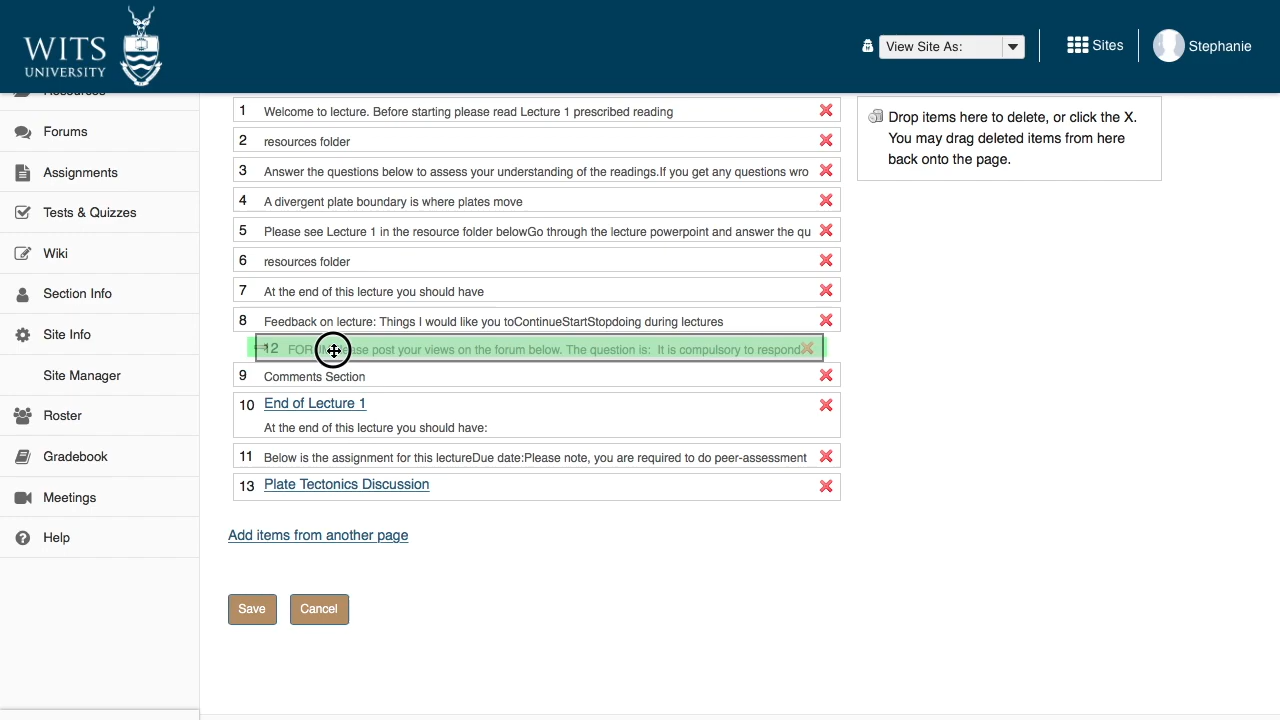 WITS
UNIVERSITY
View Site As:
Sites
Stephanie
Resources
Forums
Assignments
Tests & Quizzes
Wiki
Section Info
Site Info
Site Manager
Roster
Gradebook
Meetings
Help
1 Welcome to lecture. Before starting please read Lecture 1 prescribed reading
2 resources folder
3 Answer the questions below to assess your understanding of the readings.If you get any questions wro
4 A divergent plate boundary is where plates move
5 Please see Lecture 1 in the resource folder belowGo through the lecture powerpoint and answer the qu
6 resources folder
7 At the end of this lecture you should have
8 Feedback on lecture: Things I would like you toContinueStartStopdoing during lectures
12 post your views on the forum below. The question is: It is compulsory to respond
9 Comments Section
10 End of Lecture 1
At the end of this lecture you should have:
11 Below is the assignment for this lectureDue date:Please note, you are required to do peer-assessment
13 Plate Tectonics Discussion
Add items from another page
Save
Cancel
Drop items here to delete, or click the X.
You may drag deleted items from here
back onto the page.